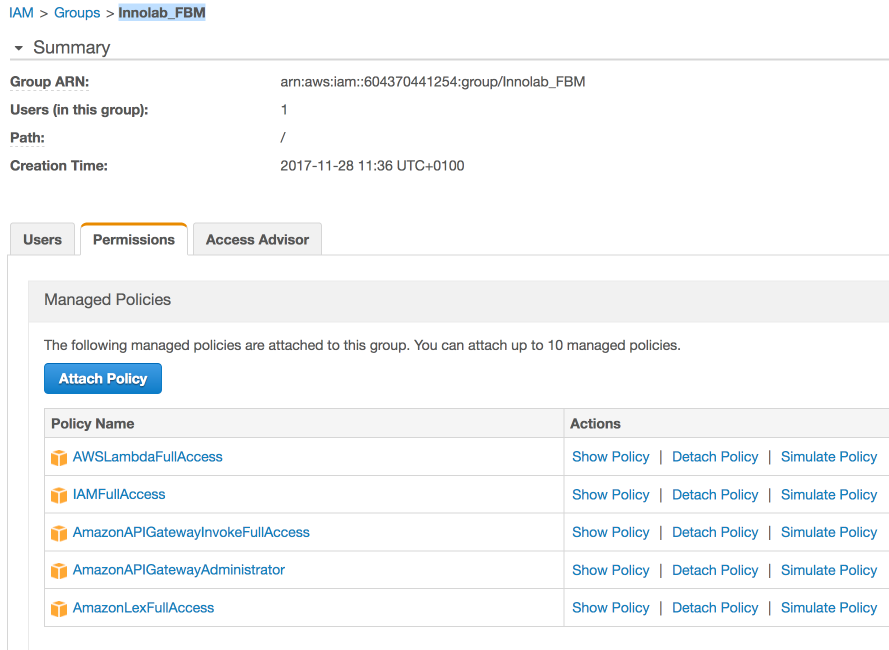 IAM > Groups > Innolab_FBM
Summary
Group ARN: arn:aws:iam::604370441254:group/Innolab_FBM
Users (in this group): 1
Path: /
Creation Time: 2017-11-28 11:36 UTC+0100
Users Permissions Access Advisor
Managed Policies
The following managed policies are attached to this group. You can attach up to 10 managed policies.
Attach Policy
Policy Name Actions
AWSLambdaFullAccess Show Policy | Detach Policy | Simulate Policy
IAMFullAccess Show Policy | Detach Policy | Simulate Policy
AmazonAPIGatewayInvokeFullAccess Show Policy | Detach Policy | Simulate Policy
AmazonAPIGatewayAdministrator Show Policy | Detach Policy | Simulate Policy
AmazonLexFullAccess Show Policy | Detach Policy | Simulate Policy